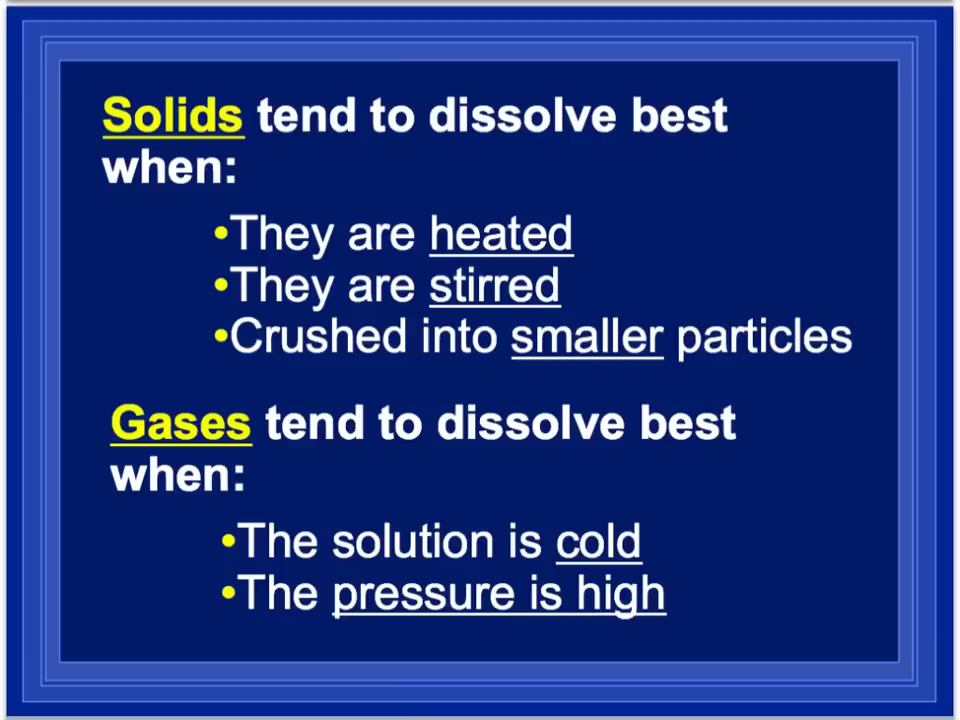 Solids tend to dissolve best
when:
•They are heated
•They are stirred
•Crushed into smaller particles
Gases tend to dissolve best
when:
•The solution is cold
•The pressure is high